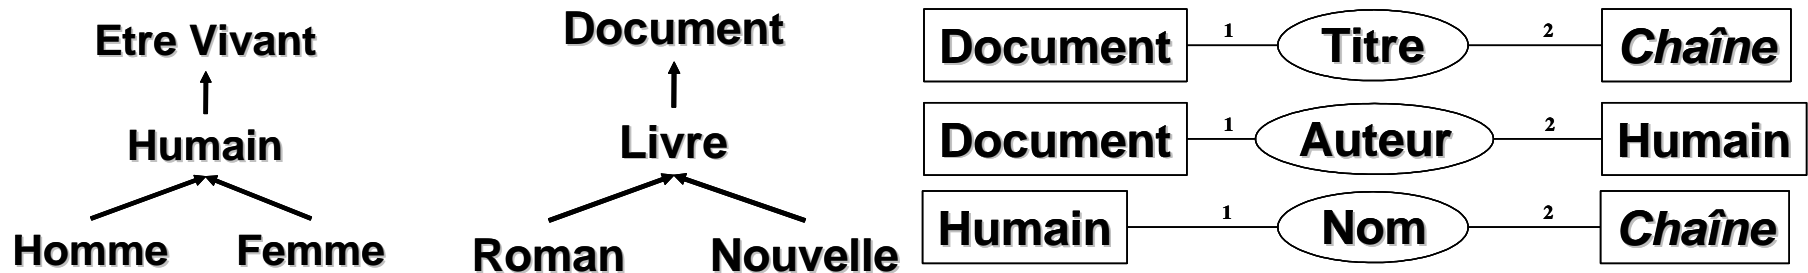 Etre Vivant
Humain
Homme Femme
Document
Livre
Roman Nouvelle
Document 1 Titre 2 Chaîne
Document 1 Auteur 2 Humain
Humain 1 Nom 2 Chaîne